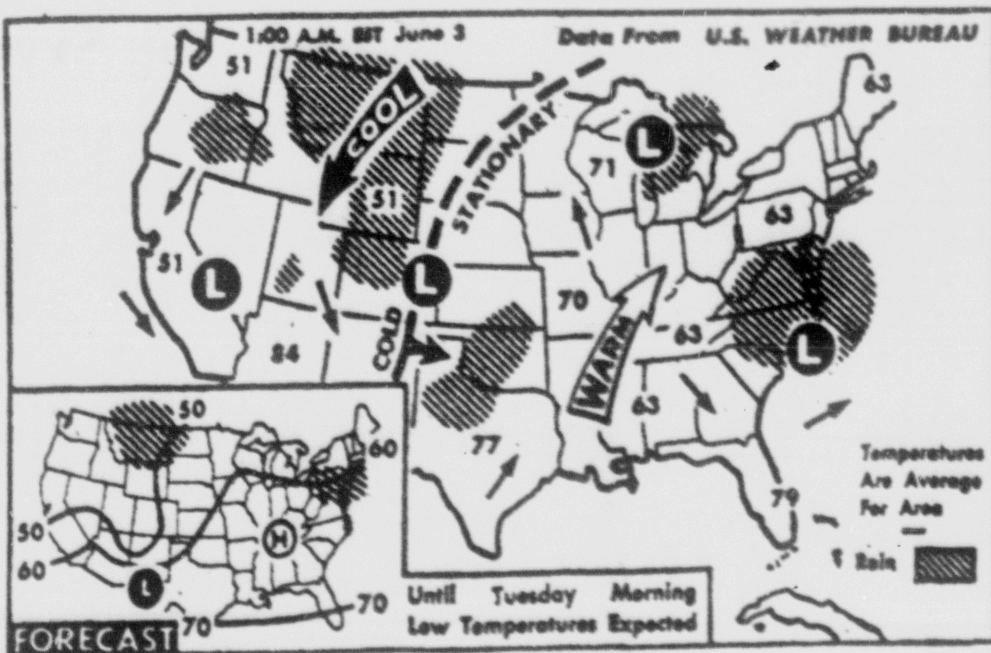 1:00 A.M. EST June 3
Data From U.S. WEATHER BUREAU
51
63
COOL
STATIONARY
L
71
51
63
51
L
L
70
WARM
63
L
COLD
84
63
77
79
Temperatures
Are Average
For Area
Rain
50
60
H
50
60
L
70
70
FORECAST
Until Tuesday Morning
Low Temperatures Expected